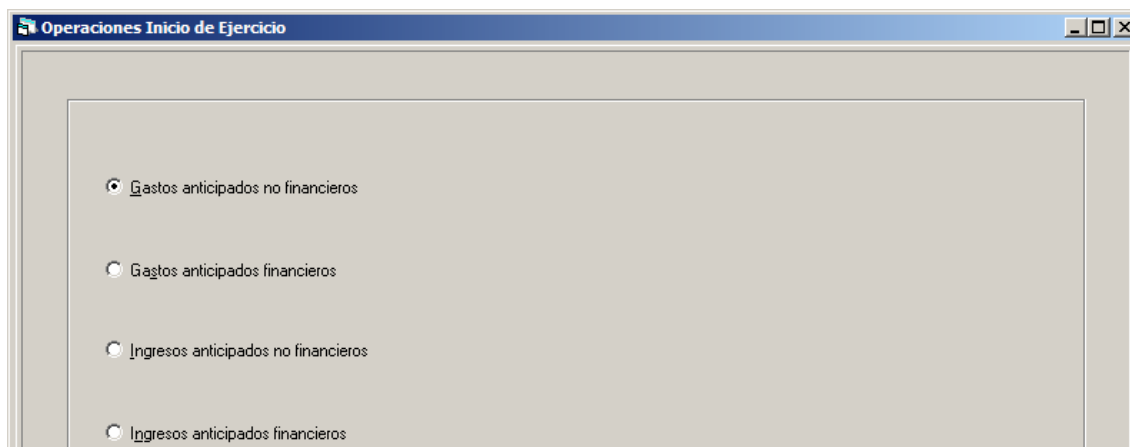 Operaciones Inicio de Ejercicio
Gastos anticipados no financieros
Gastos anticipados financieros
Ingresos anticipados no financieros
Ingresos anticipados financieros